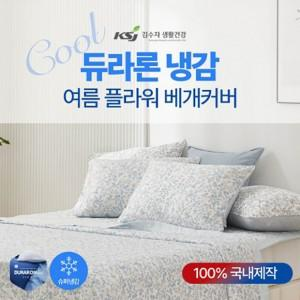 KSJ 김수자 생활건강
Cool
듀라론 냉감
여름 플라워 베개커버
DURARON
슈퍼냉감
100% 국내제작